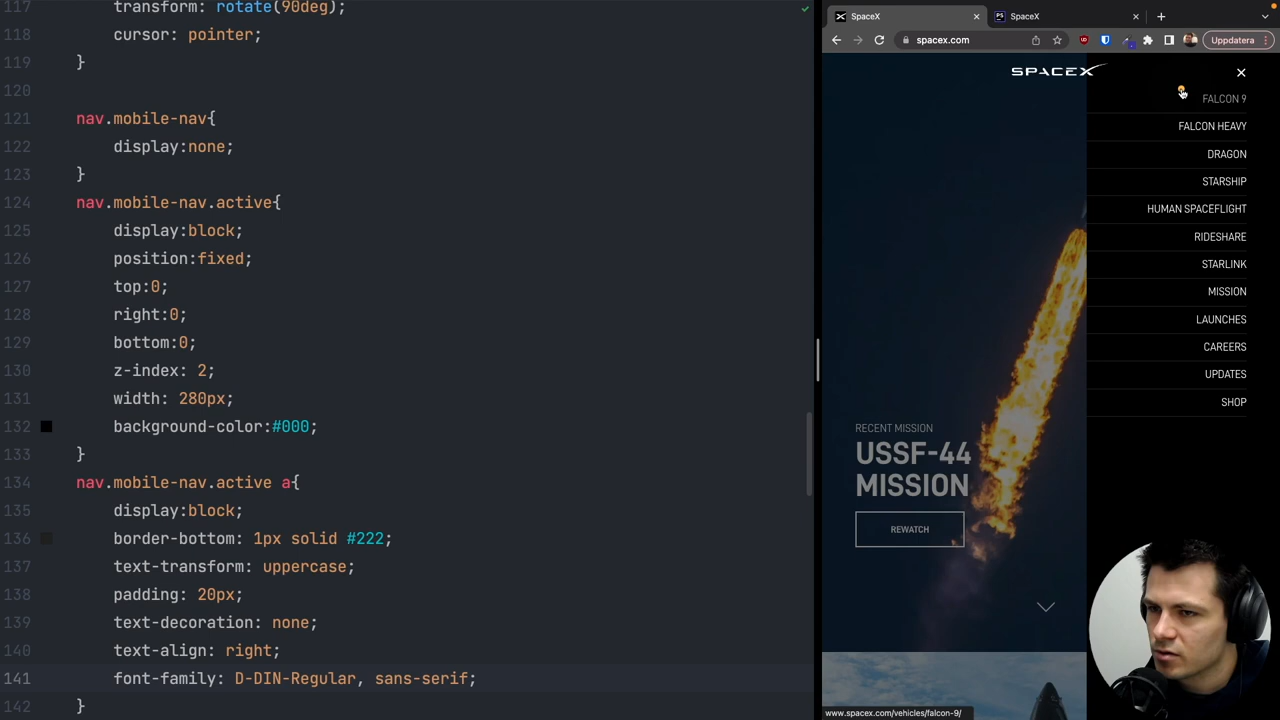 117 transform: rotate(90deg);
118 cursor: pointer;
119 }
120
121 nav.mobile-nav{
122 display:none;
123 }
124 nav.mobile-nav.active{
125 display:block;
126 position:fixed;
127 top:0;
128 right:0;
129 bottom:0;
130 z-index: 2;
131 width: 280px;
132 background-color:#000;
133 }
134 nav.mobile-nav.active a{
135 display:block;
136 border-bottom: 1px solid #222;
137 text-transform: uppercase;
138 padding: 20px;
139 text-decoration: none;
140 text-align: right;
141 font-family: D-DIN-Regular, sans-serif;
142 }
SpaceX
PS SpaceX
spacex.com
Uppdatera
SPACEX
FALCON 9
FALCON HEAVY
DRAGON
STARSHIP
HUMAN SPACEFLIGHT
RIDESHARE
STARLINK
MISSION
LAUNCHES
CAREERS
UPDATES
SHOP
RECENT MISSION
USSF-44
MISSION
REWATCH
www.spacex.com/vehicles/falcon-9/